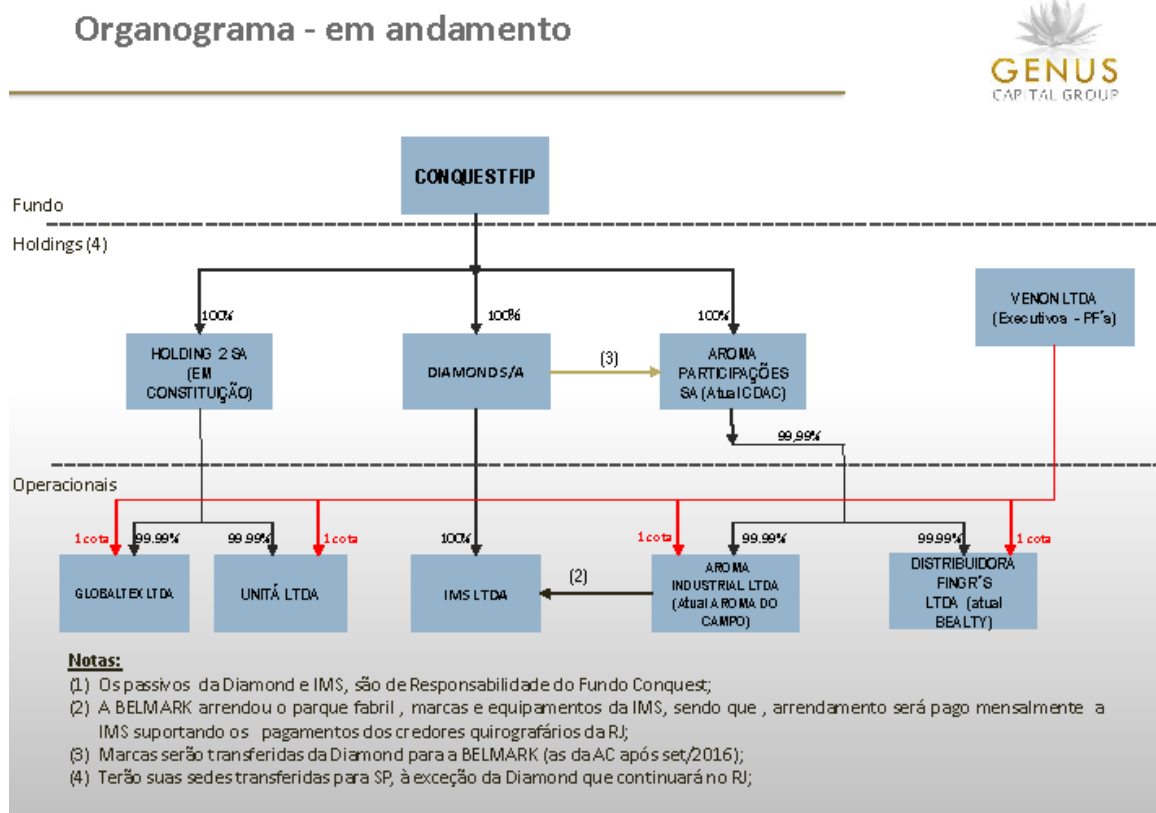 Organograma - em andamento
GENUS
CAPITAL GROUP
CONQUEST FIP
Fundo
Holdings (4)
VENON LTDA
(Executivos - PF´s)
100%
100%
100%
HOLDING 2 SA
(EM
CONSTITUIÇÃO)
DIAMOND S/A
(3)
AROMA
PARTICIPAÇÕES
SA (Atual CDAC)
99,99%
Operacionais
1 cota
99.99%
99.99%
1 cota
100%
1 cota
99.99%
99.99%
1 cota
GLOBALTEX LTDA
UNITÁ LTDA
IMS LTDA
(2)
AROMA
INDUSTRIAL LTDA
(Atual AROMA DO
CAMPO)
DISTRIBUIDORA
FINGR´S
LTDA (atual
BEALTY)
Notas:
(1) Os passivos da Diamond e IMS, são de Responsabilidade do Fundo Conquest;
(2) A BELMARK arrendou o parque fabril , marcas e equipamentos da IMS, sendo que , arrendamento será pago mensalmente a
IMS suportando os pagamentos dos credores quirografários da RJ;
(3) Marcas serão transferidas da Diamond para a BELMARK (as da AC após set/2016);
(4) Terão suas sedes transferidas para SP, à exceção da Diamond que continuará no RJ;